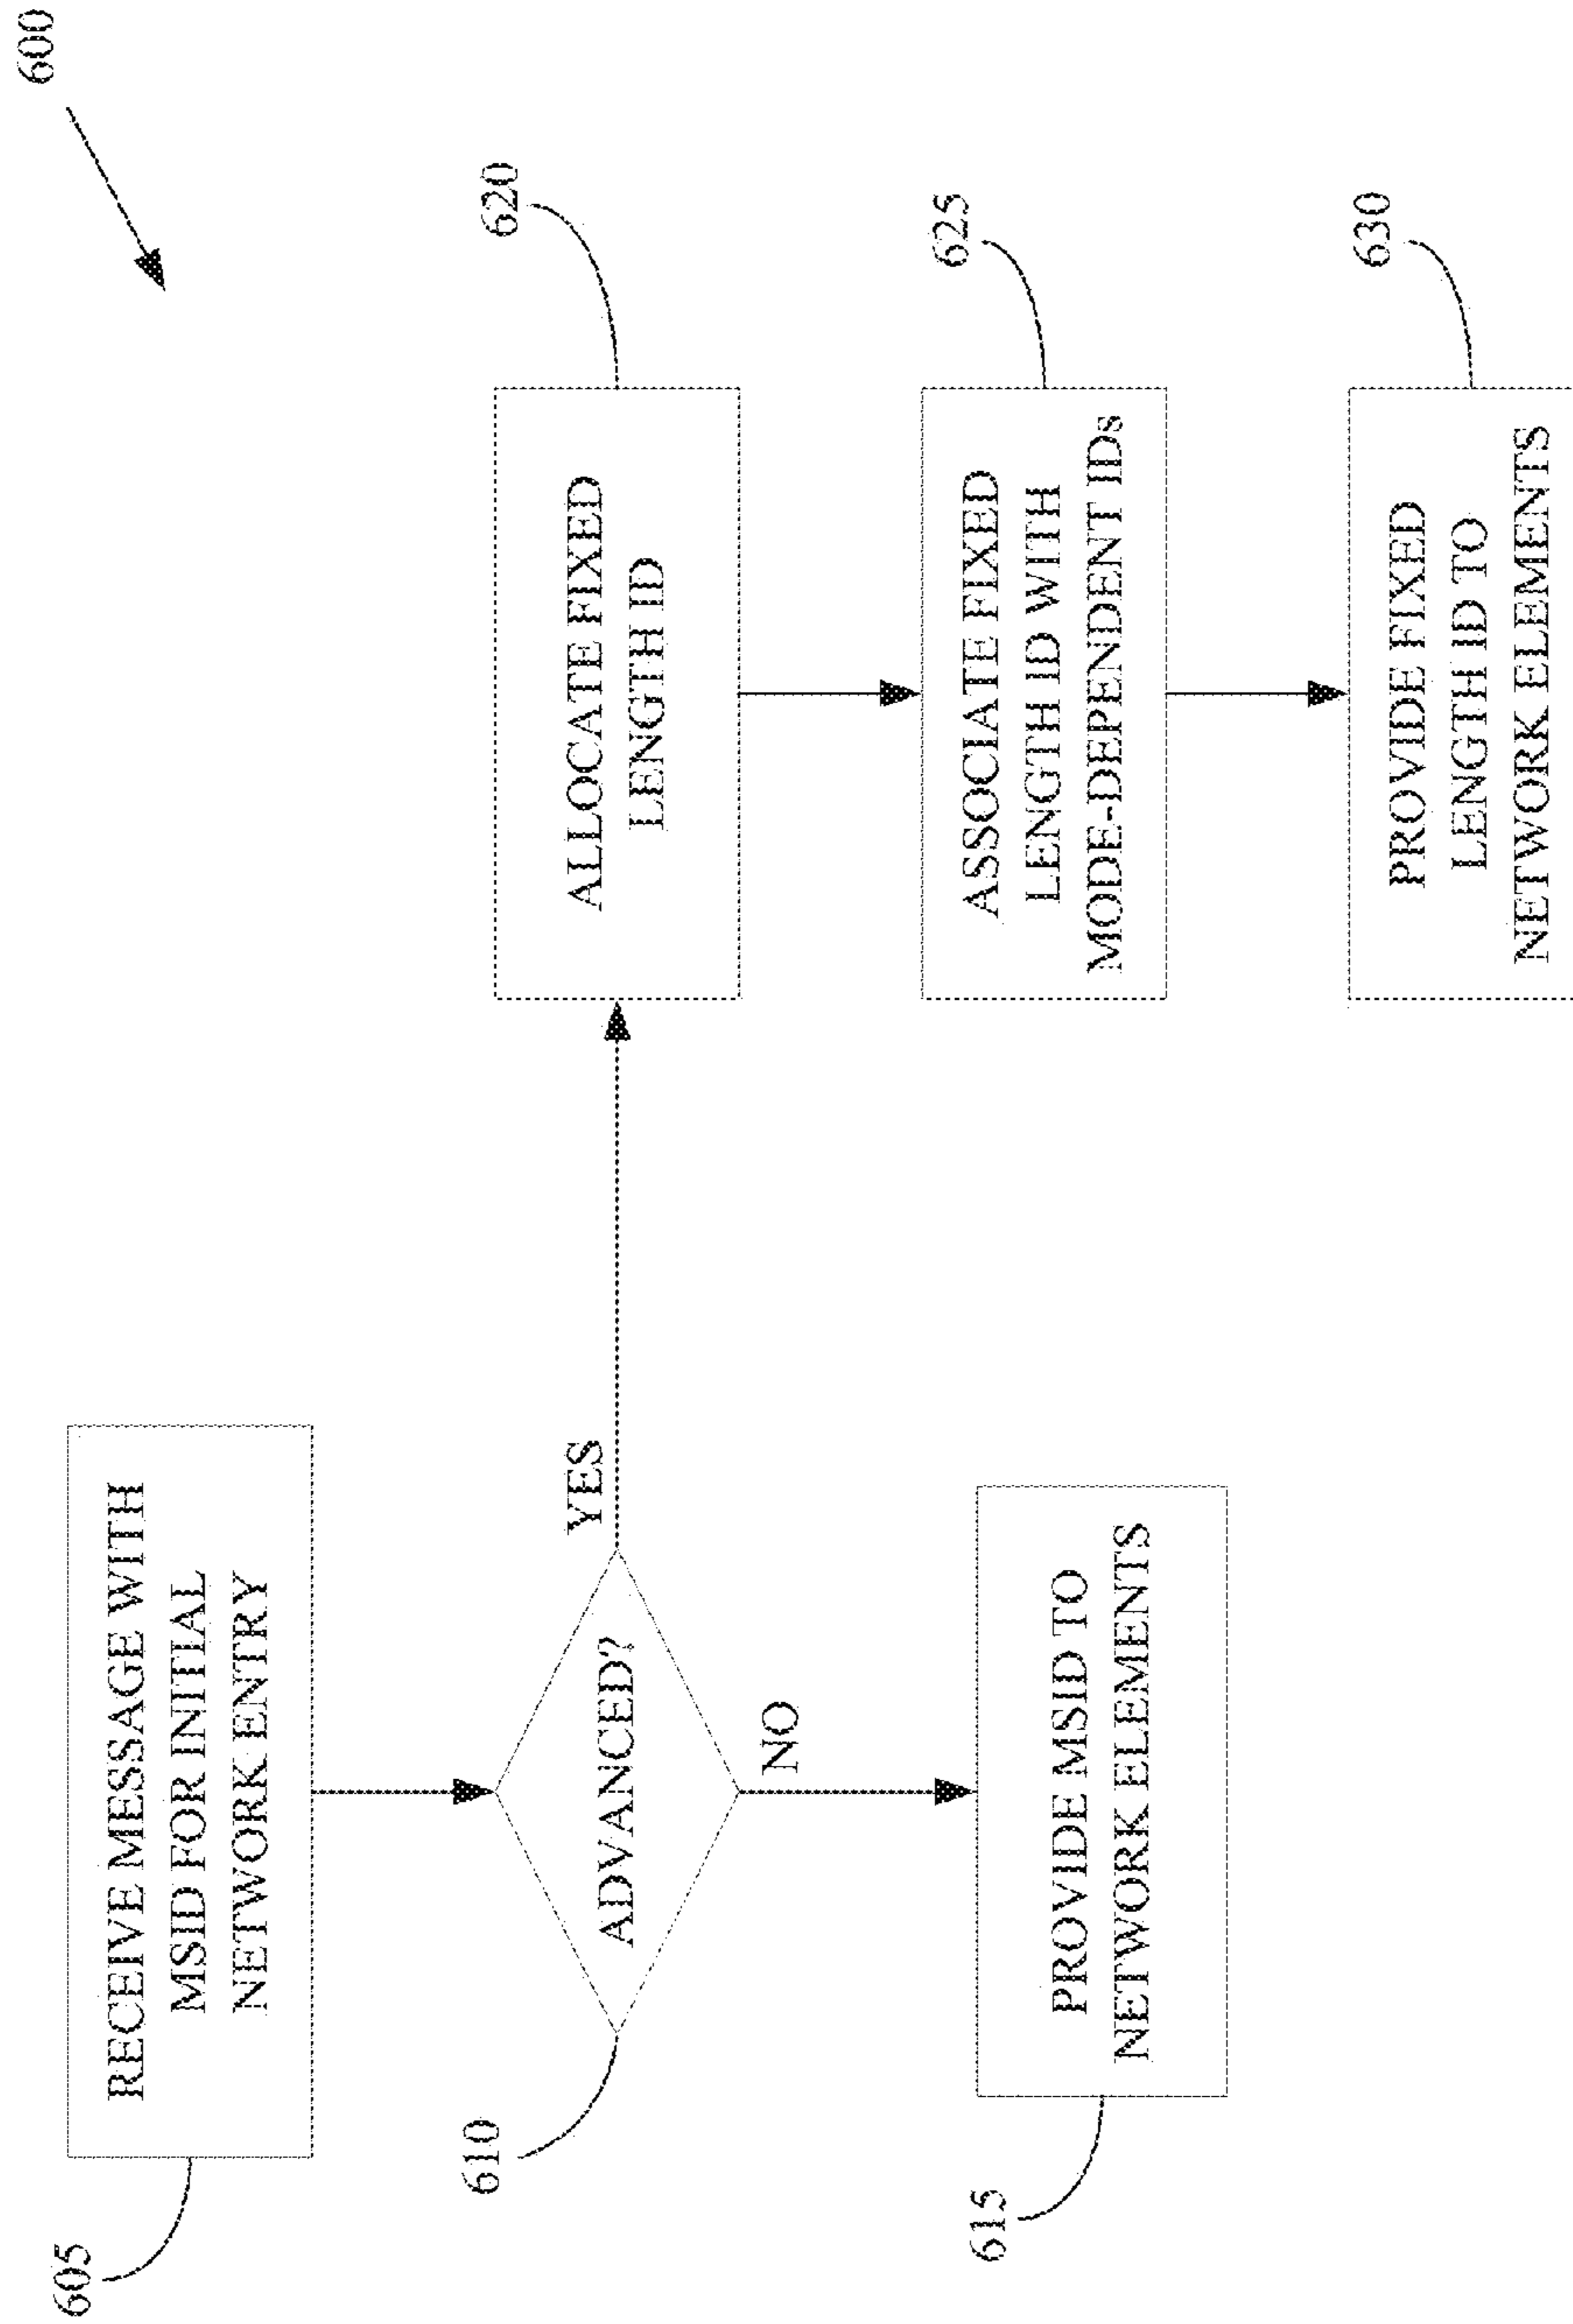 600
605
RECEIVE MESSAGE WITH
MSID FOR INITIAL
NETWORK ENTRY
610
ADVANCED?
YES
NO
615
PROVIDE MSID TO
NETWORK ELEMENTS
620
ALLOCATE FIXED
LENGTH ID
625
ASSOCIATE FIXED
LENGTH ID WITH
MODE-DEPENDENT IDs
630
PROVIDE FIXED
LENGTH ID TO
NETWORK ELEMENTS